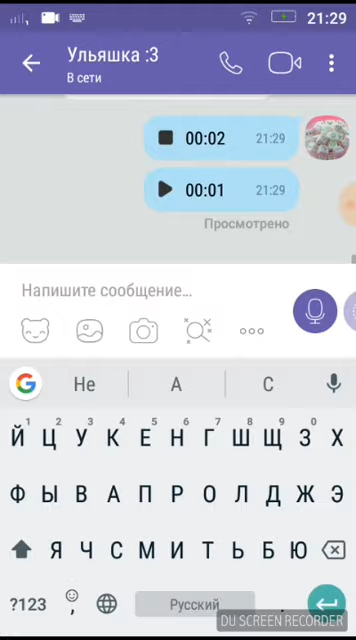 21:29
Ульяшка :3
В сети
00:02 21:29
00:01 21:29
Просмотрено
Напишите сообщение...
G Не А С
1 2 3 4 5 6 7 8 9 0
Й Ц У К Е Н Г Ш Щ З Х
Ф Ы В А П Р О Л Д Ж Э
Я Ч С М И Т Ь Б Ю
?123 , Русский .
DU SCREEN RECORDER